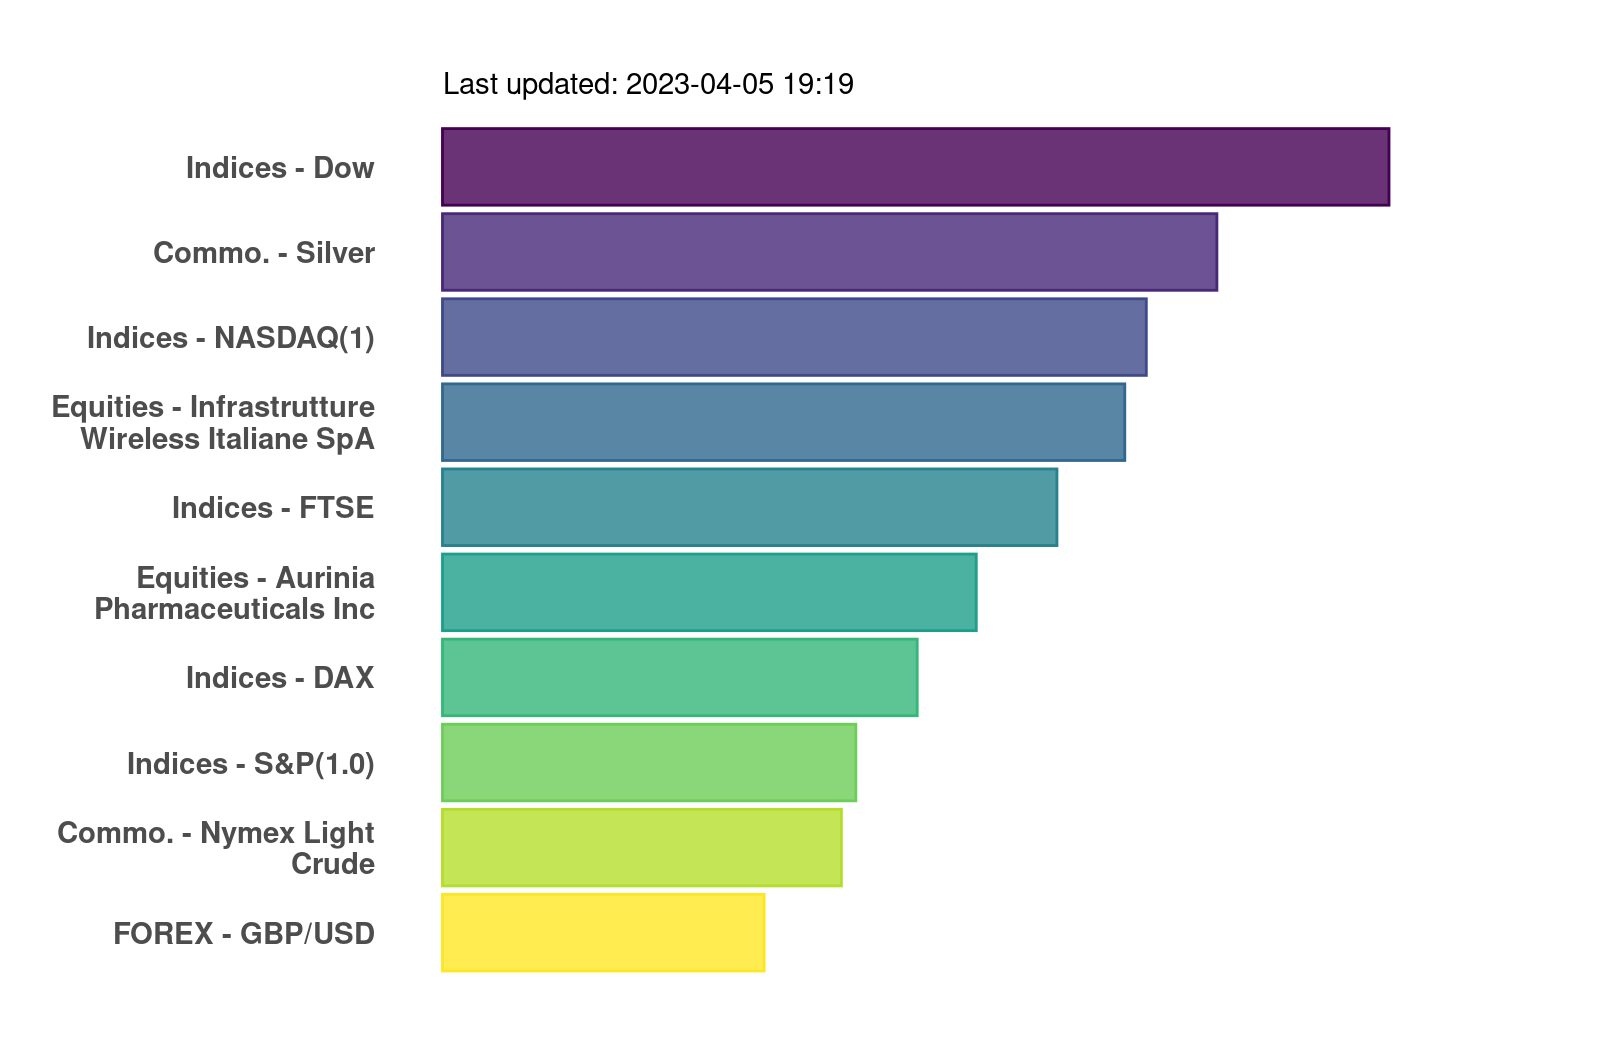 Last updated: 2023-04-05 19:19
Indices - Dow
Commo. - Silver
Indices - NASDAQ(1)
Equities - Infrastrutture
Wireless Italiane SpA
Indices - FTSE
Equities - Aurinia
Pharmaceuticals Inc
Indices - DAX
Indices - S&P(1.0)
Commo. - Nymex Light
Crude
FOREX - GBP/USD